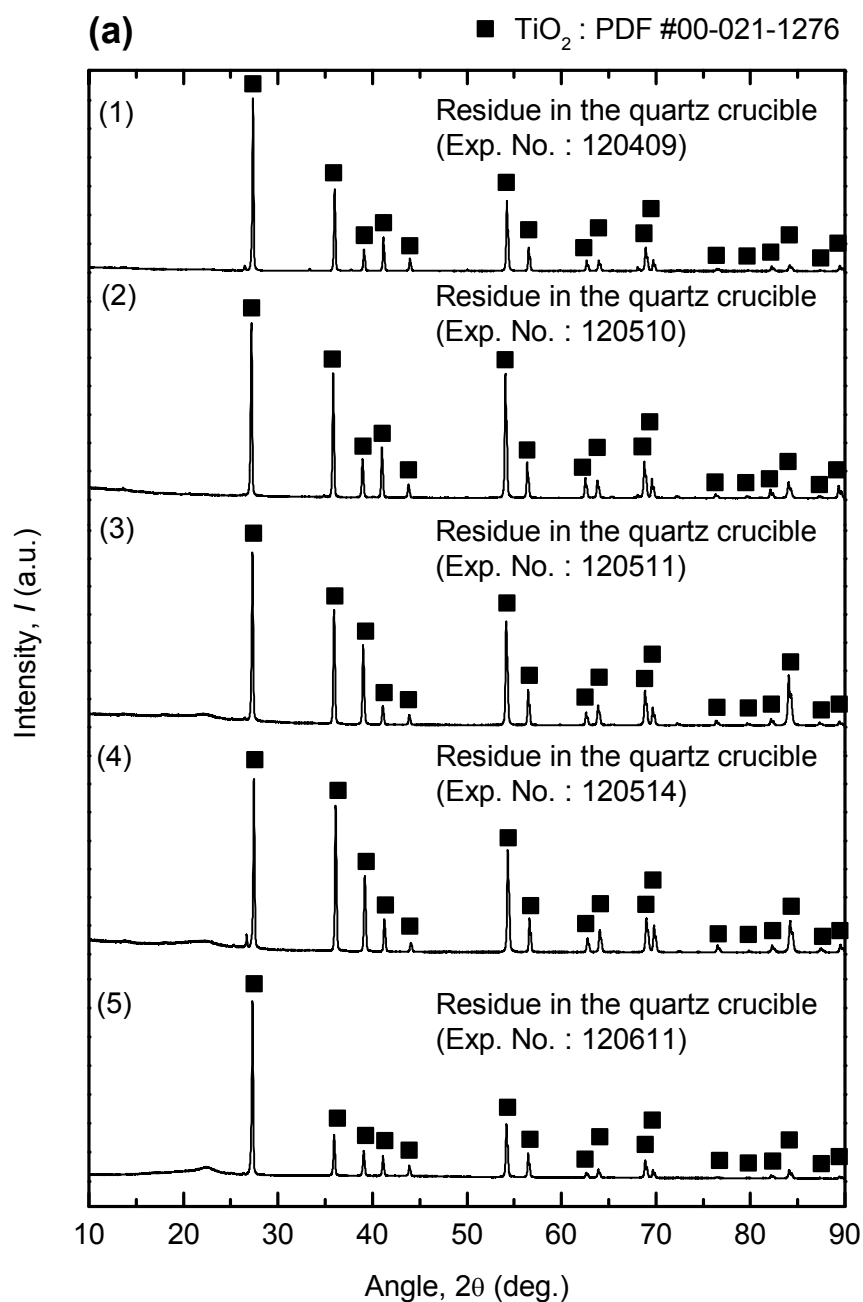 (a)
■ TiO₂ : PDF #00-021-1276
(1)
Residue in the quartz crucible
(Exp. No. : 120409)
(2)
Residue in the quartz crucible
(Exp. No. : 120510)
(3)
Residue in the quartz crucible
(Exp. No. : 120511)
(4)
Residue in the quartz crucible
(Exp. No. : 120514)
(5)
Residue in the quartz crucible
(Exp. No. : 120611)
Intensity, I (a.u.)
10 20 30 40 50 60 70 80 90
Angle, 2θ (deg.)